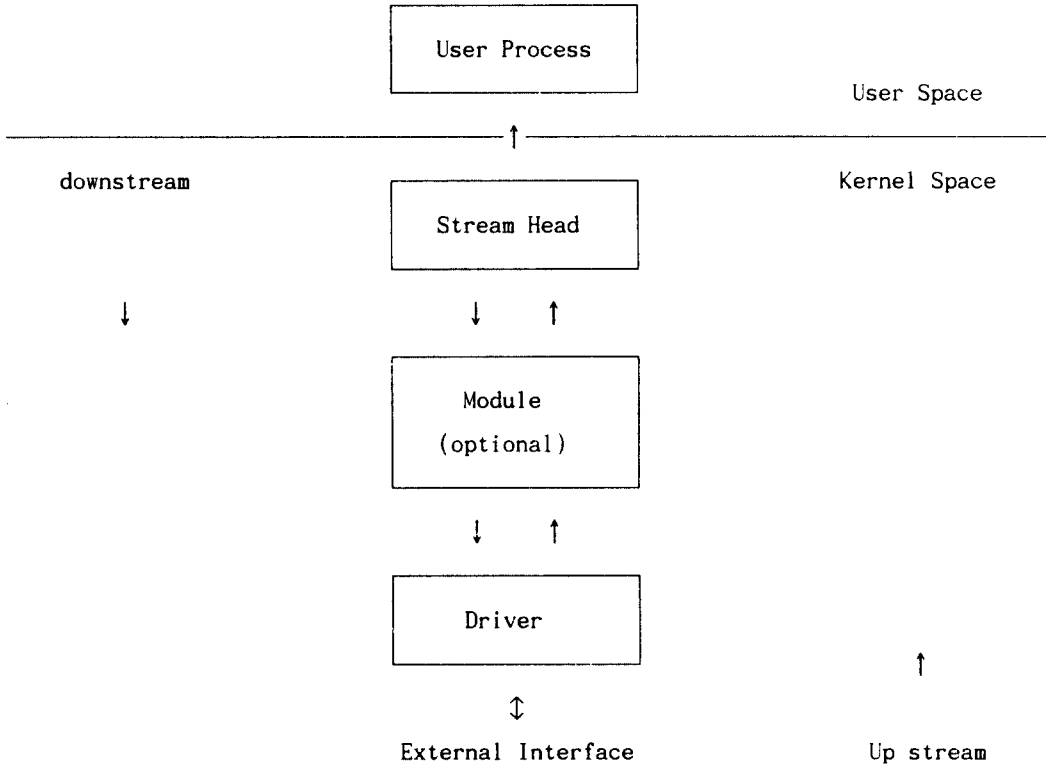 User Process
User Space
downstream
Kernel Space
Stream Head
Module
(optional)
Driver
External Interface
Up stream